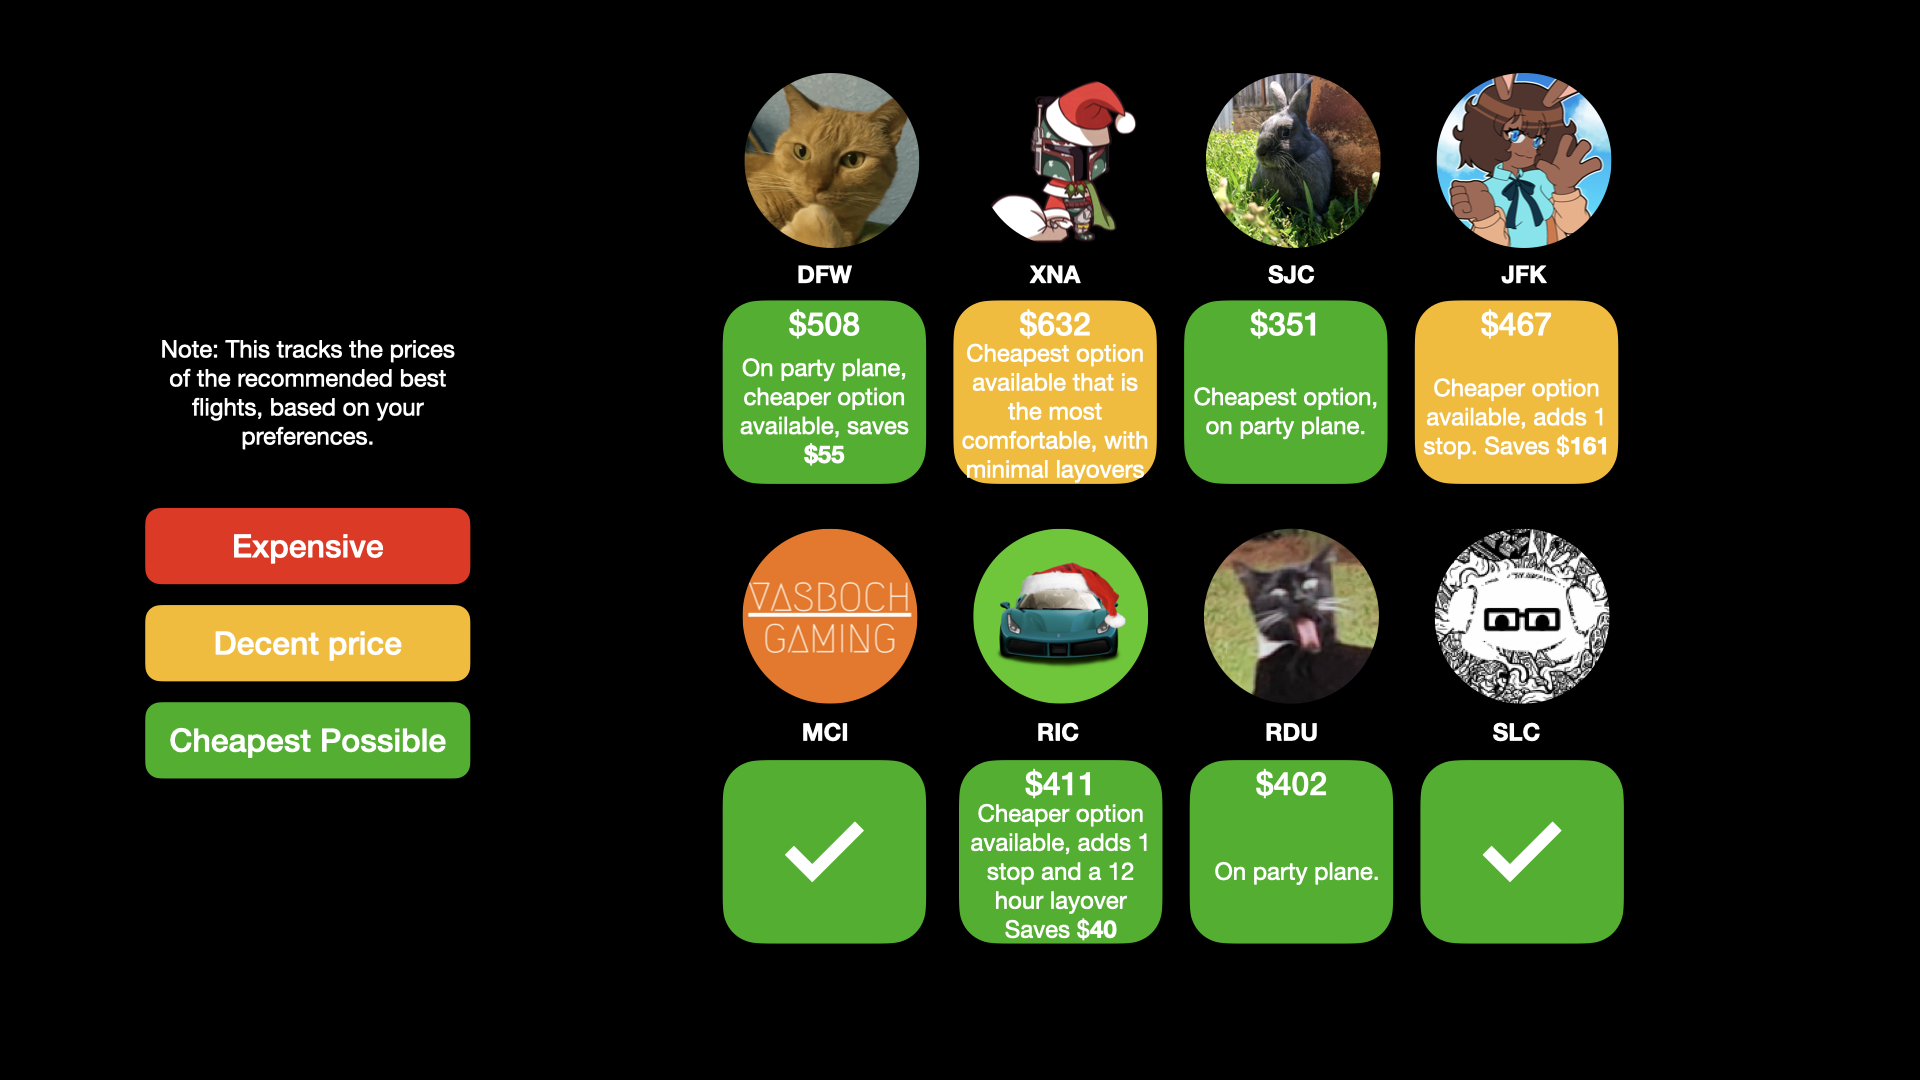 Note: This tracks the prices
of the recommended best
flights, based on your
preferences.
Expensive
Decent price
Cheapest Possible
DFW
$508
On party plane,
cheaper option
available, saves
$55
XNA
$632
Cheapest option
available that is
the most
comfortable, with
minimal layovers
SJC
$351
Cheapest option,
on party plane.
JFK
$467
Cheaper option
available, adds 1
stop. Saves $161
VASBOCH
GAMING
MCI
RIC
$411
Cheaper option
available, adds 1
stop and a 12
hour layover
Saves $40
RDU
$402
On party plane.
SLC